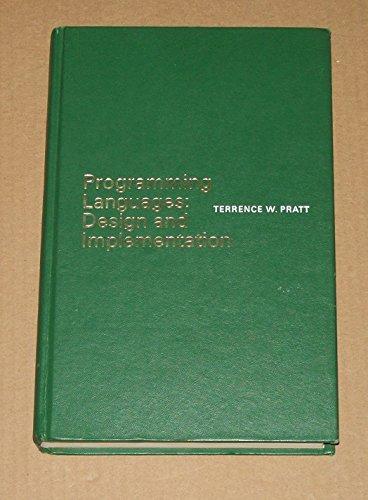 Programming
Languages:
Design and
Implementation
TERRENCE W. PRATT